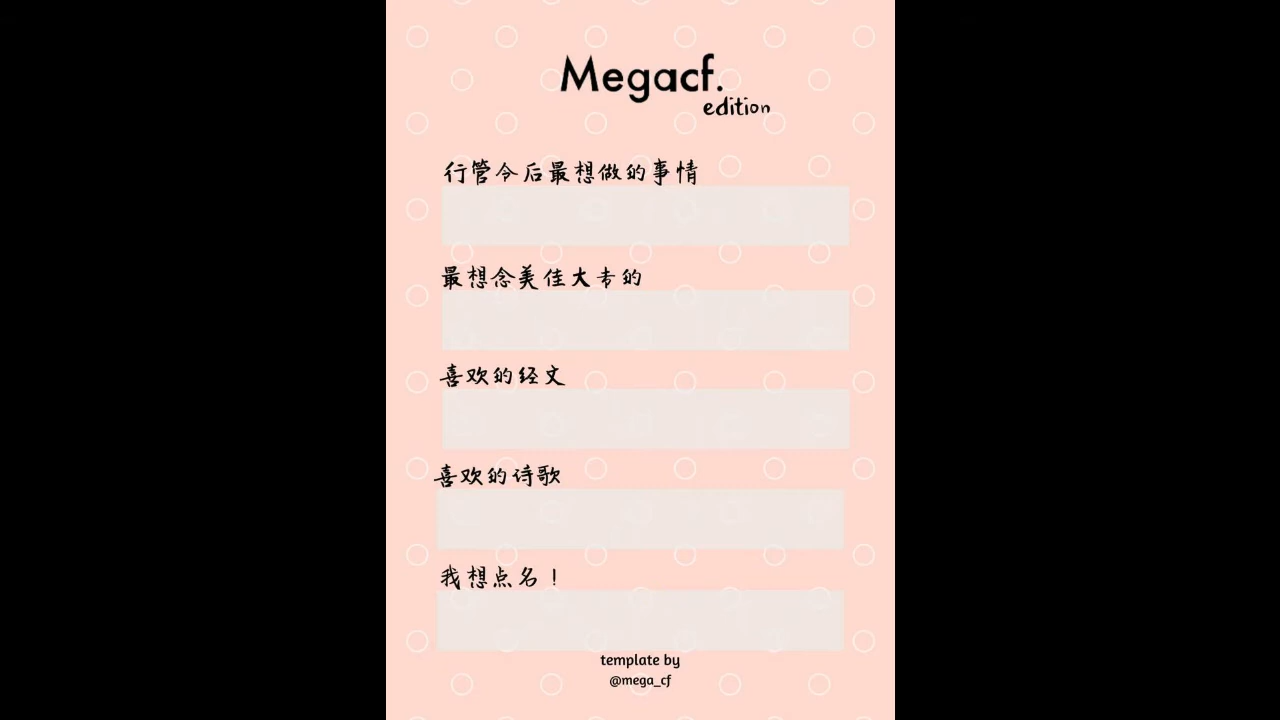 Megacf.
edition
行管令后最想做的事情
最想念美佳大专的
喜欢的经文
喜欢的诗歌
我想点名！
template by
@mega_cf